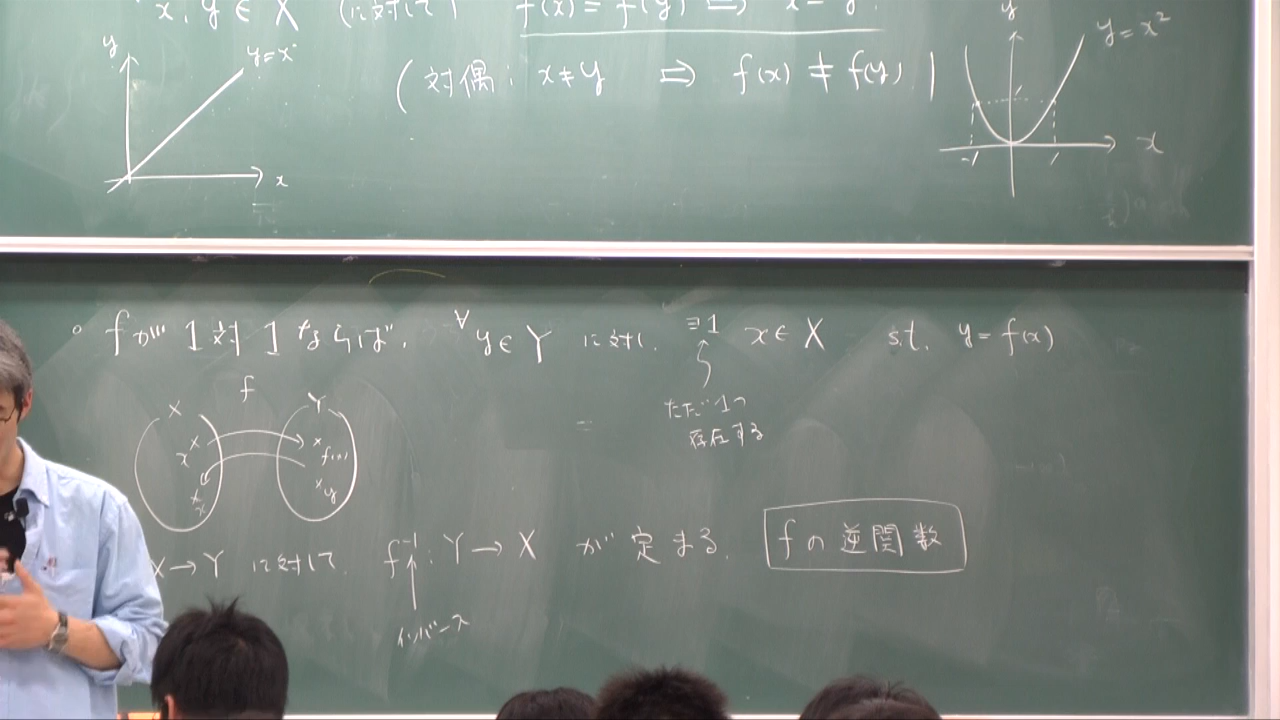 x, y ∈ X (に対して) f(x) = f(y) ⇒ x = y.
(対偶: x ≠ y ⇒ f(x) ≠ f(y).)
y
y = x
x
y
y = x²
1
-1
1
x
。f が 1対1 ならば、 ∀y ∈ Y に対し、 ∃1 x ∈ X s.t. y = f(x)
ただ1つ
存在する
f
X
Y
x
f(x)
x
y
X → Y に対して f⁻¹: Y → X が定まる. fの逆関数
インバース